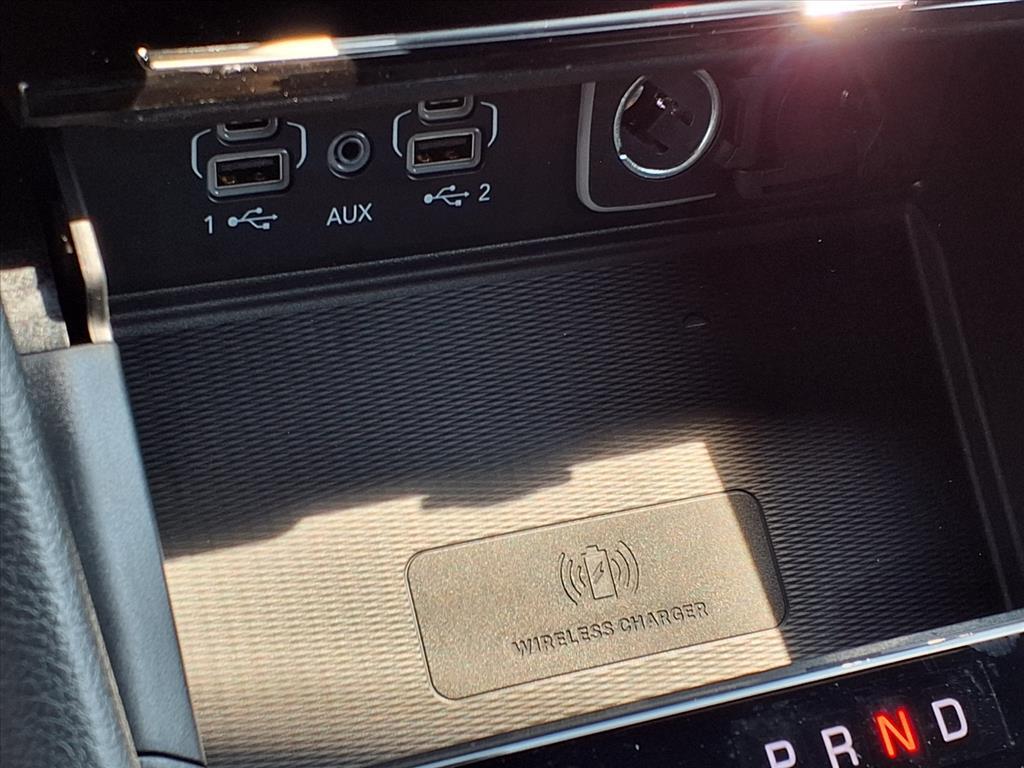 1 2
AUX
WIRELESS CHARGER
P R N D